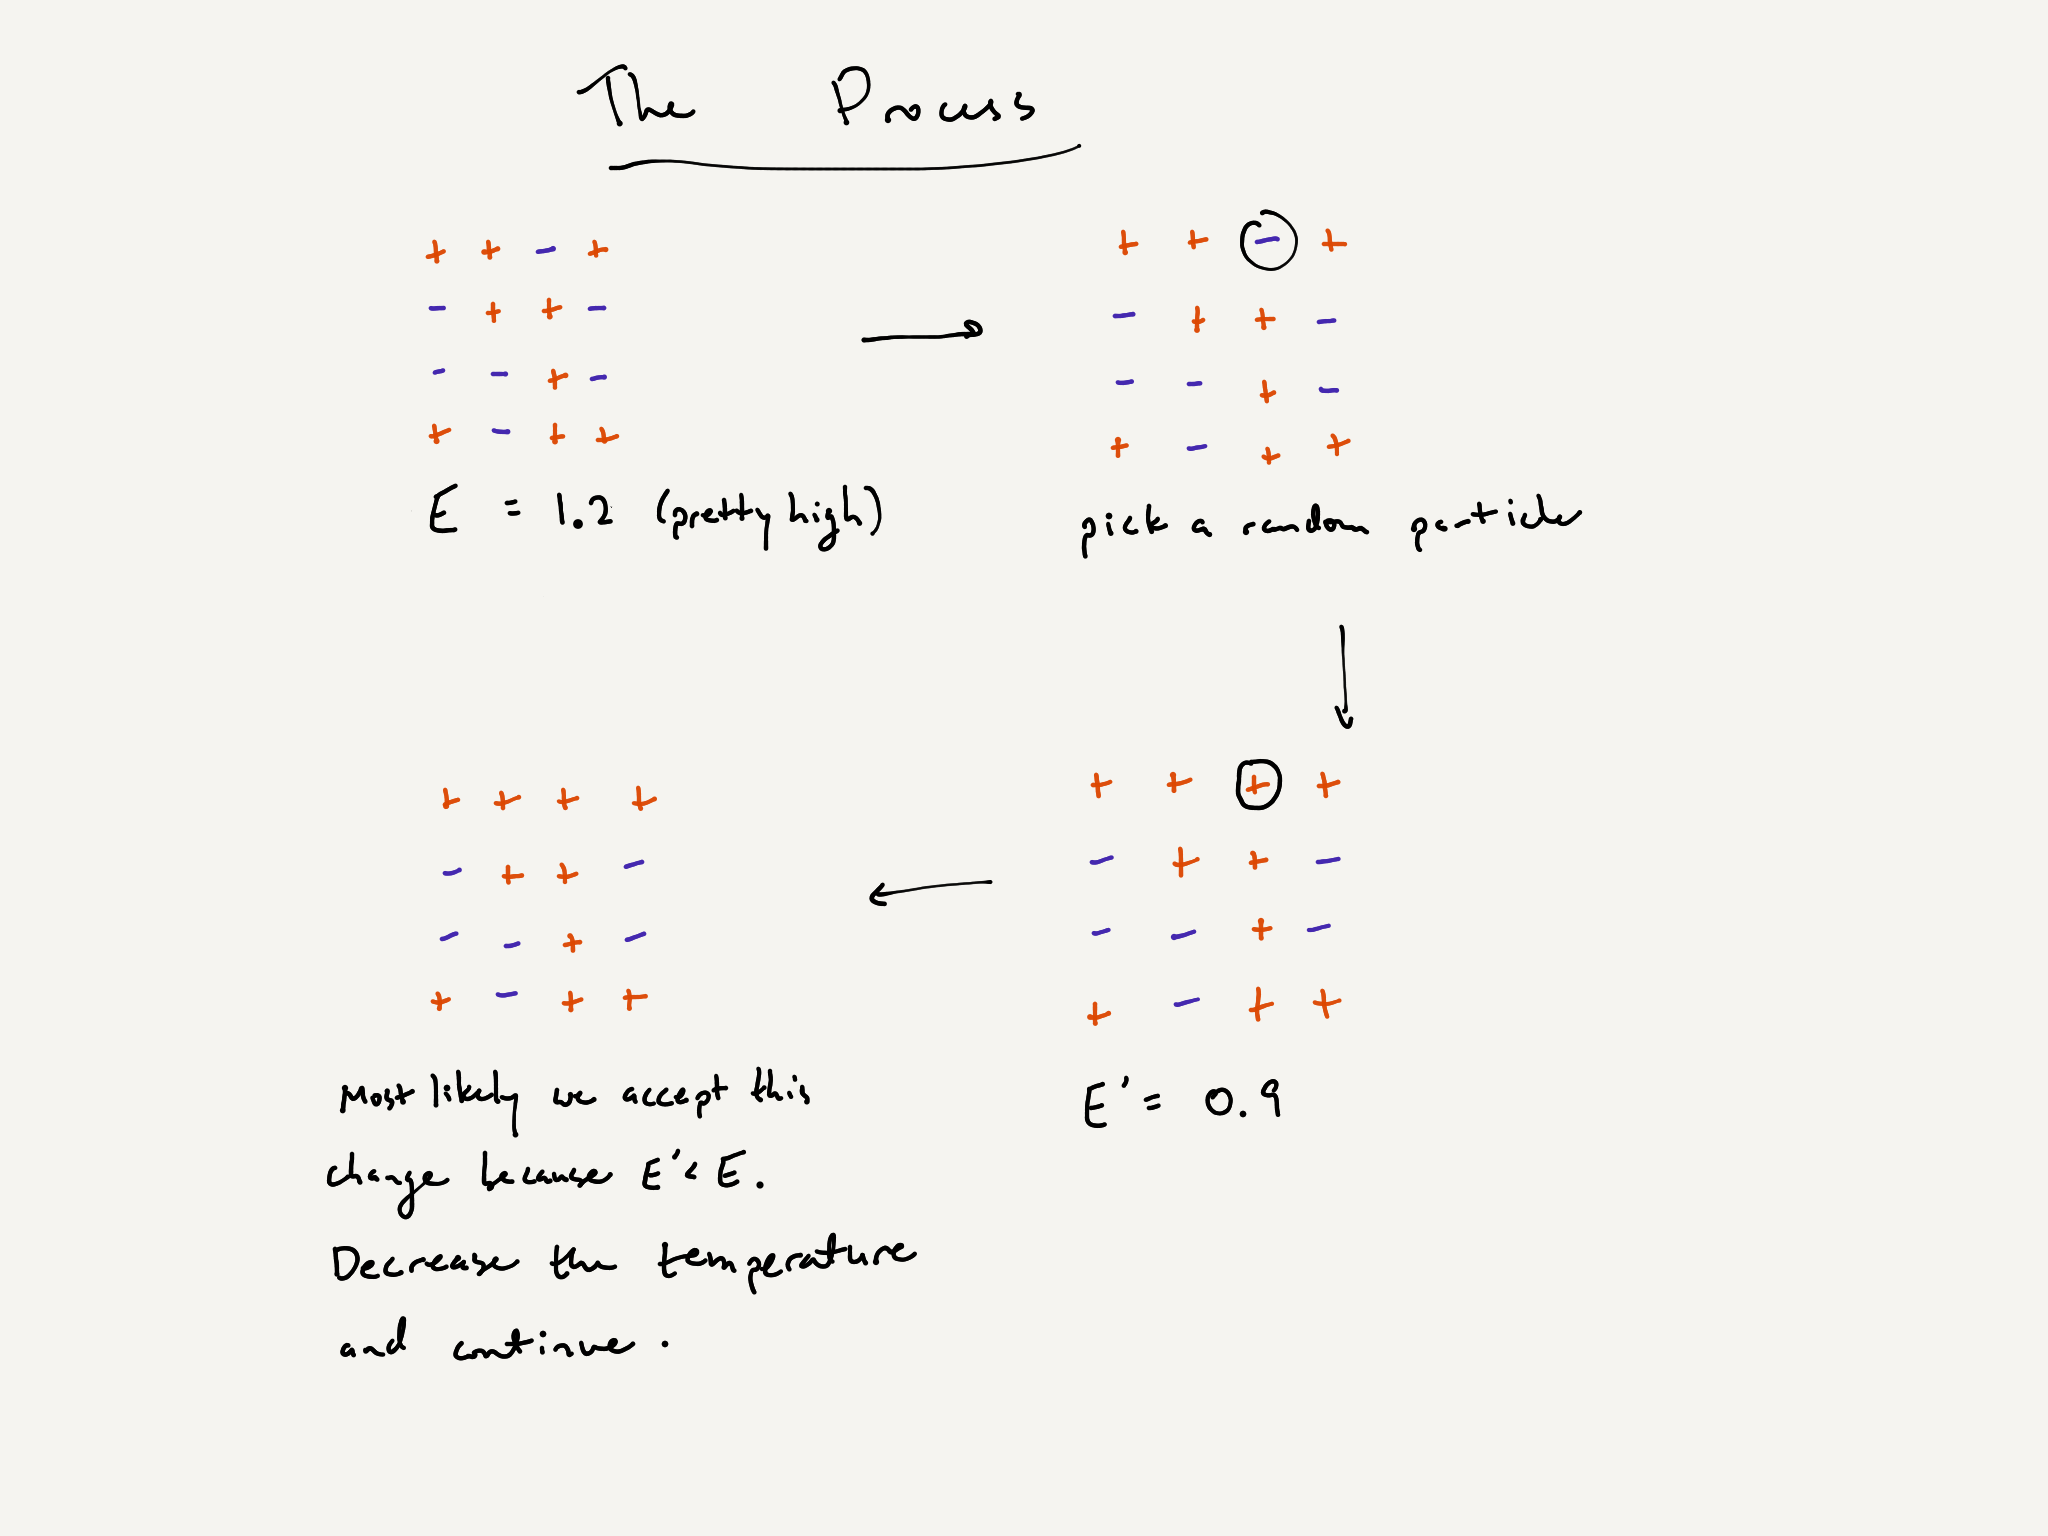 The Process
+ + - +
- + + -
- - + -
+ - + +
E = 1.2 (pretty high)
+ + - +
- + + -
- - + -
+ - + +
pick a random particle
+ + + +
- + + -
- - + -
+ - + +
E' = 0.9
+ + + +
- + + -
- - + -
+ - + +
Most likely we accept this
change because E' < E.
Decrease the temperature
and continue.